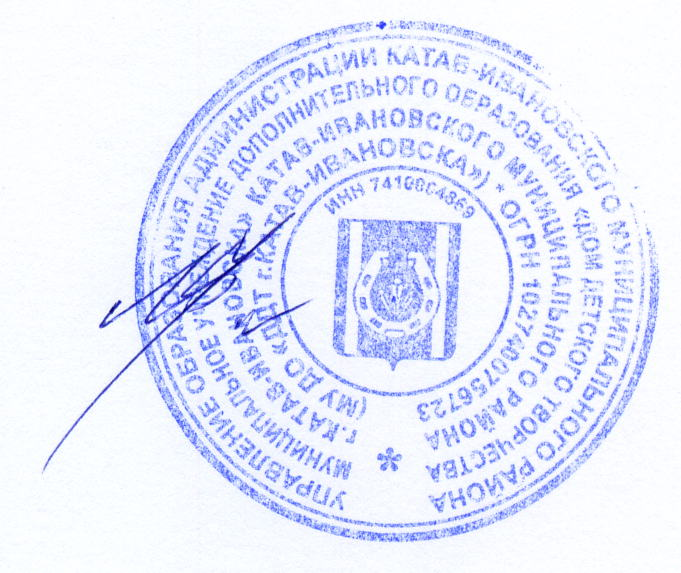 УПРАВЛЕНИЕ ОБРАЗОВАНИЯ АДМИНИСТРАЦИИ КАТАВ-ИВАНОВСКОГО МУНИЦИПАЛЬНОГО РАЙОНА
МУНИЦИПАЛЬНОЕ УЧРЕЖДЕНИЕ ДОПОЛНИТЕЛЬНОГО ОБРАЗОВАНИЯ «ДОМ ДЕТСКОГО ТВОРЧЕСТВА
Г.КАТАВ-ИВАНОВСКА» КАТАВ-ИВАНОВСКОГО МУНИЦИПАЛЬНОГО РАЙОНА
(МУ ДО «ДДТ г.КАТАВ-ИВАНОВСКА») * ОГРН 1027400756723
ИНН 7410004369
*